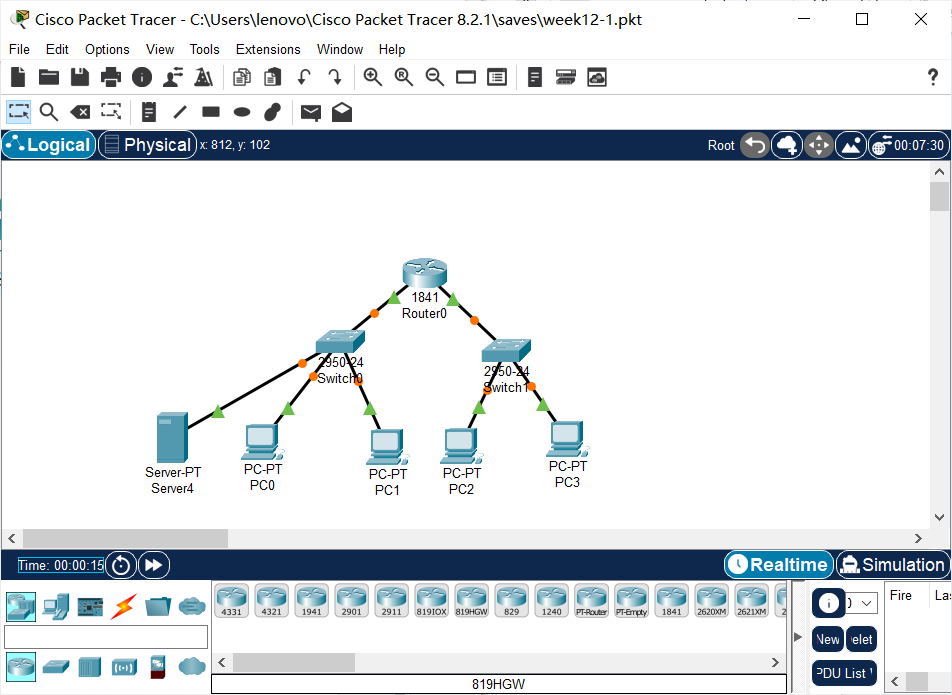 Cisco Packet Tracer - C:\Users\lenovo\Cisco Packet Tracer 8.2.1\saves\week12-1.pkt
File Edit Options View Tools Extensions Window Help
R
?
Logical Physical x: 812, y: 102 Root 00:07:30
1841
Router0
2950-24
Switch0
2950-24
Switch1
Server-PT
Server4
PC-PT
PC0
PC-PT
PC1
PC-PT
PC2
PC-PT
PC3
Time: 00:00:15 Realtime Simulation
4331 4321 1941 2901 2911 819IOX 819HGW 829 1240 PT-Router PT-Empty 1841 2620XM 2621XM 2
819HGW
i 0 Fire Las
New elet
PDU List